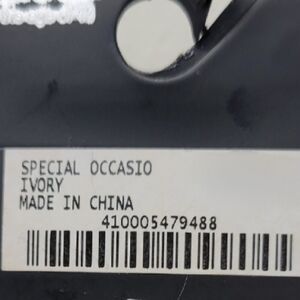 SPECIAL OCCASIO
IVORY
MADE IN CHINA
410005479488